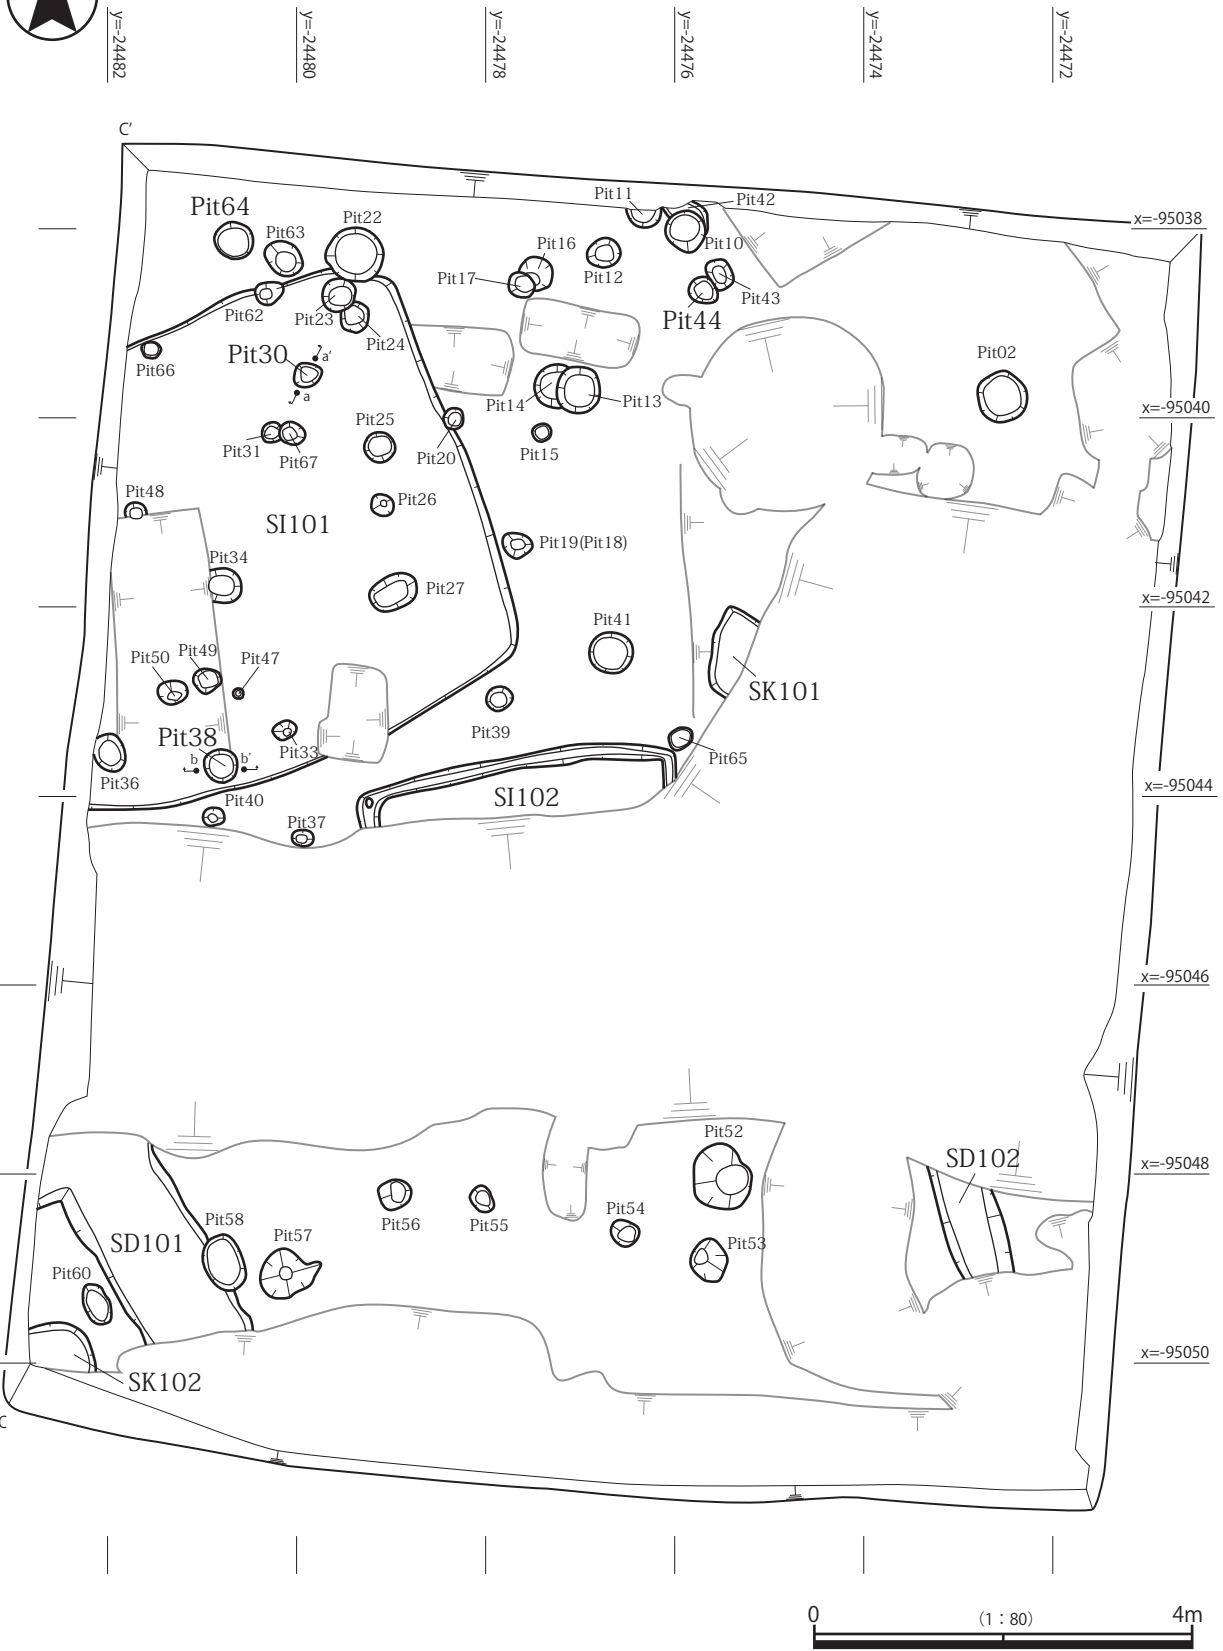 y=-24482
y=-24480
y=-24478
y=-24476
y=-24474
y=-24472
C'
Pit11
Pit42
x=-95038
Pit64
Pit22
Pit63
Pit16
Pit10
Pit17
Pit12
Pit43
Pit62
Pit23
Pit44
Pit24
Pit30
a'
Pit66
Pit02
a
Pit14
Pit13
x=-95040
Pit25
Pit31
Pit67
Pit20
Pit15
Pit48
Pit26
SI101
Pit19(Pit18)
Pit34
Pit27
x=-95042
Pit41
Pit50
Pit49
Pit47
SK101
Pit38
Pit39
b
b'
Pit33
Pit65
Pit36
x=-95044
Pit40
SI102
Pit37
x=-95046
Pit52
SD102
x=-95048
Pit56
Pit55
Pit54
Pit58
Pit57
SD101
Pit53
Pit60
x=-95050
SK102
C
0
（1：80）
4m